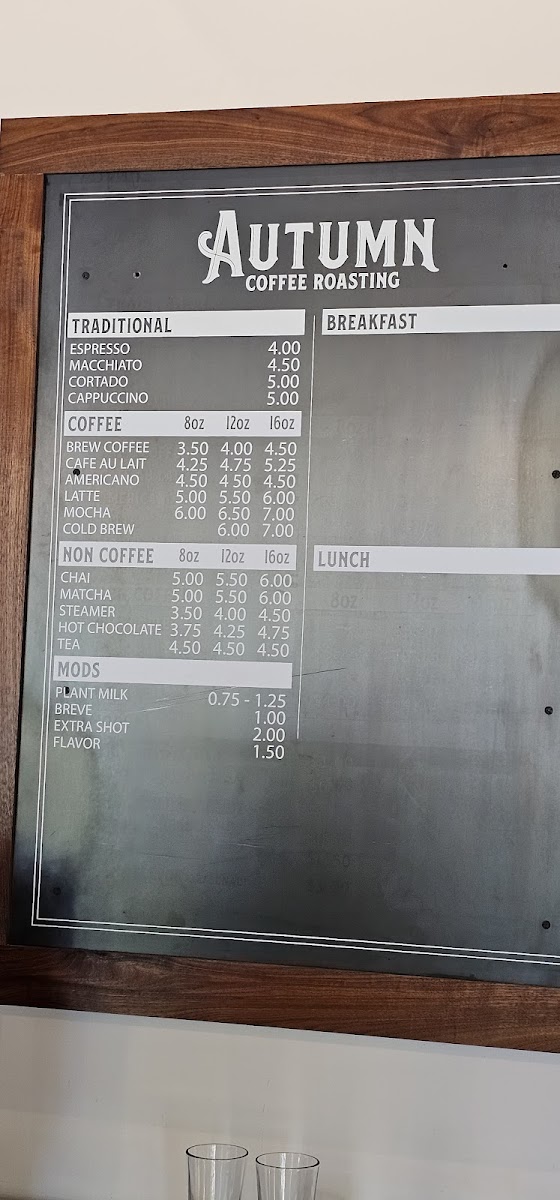 AUTUMN
COFFEE ROASTING
TRADITIONAL
ESPRESSO 4.00
MACCHIATO 4.50
CORTADO 5.00
CAPPUCCINO 5.00
COFFEE 8oz 12oz 16oz
BREW COFFEE 3.50 4.00 4.50
CAFE AU LAIT 4.25 4.75 5.25
AMERICANO 4.50 4 50 4.50
LATTE 5.00 5.50 6.00
MOCHA 6.00 6.50 7.00
COLD BREW 6.00 7.00
NON COFFEE 8oz 12oz 16oz
CHAI 5.00 5.50 6.00
MATCHA 5.00 5.50 6.00
STEAMER 3.50 4.00 4.50
HOT CHOCOLATE 3.75 4.25 4.75
TEA 4.50 4.50 4.50
MODS
PLANT MILK 0.75 - 1.25
BREVE 1.00
EXTRA SHOT 2.00
FLAVOR 1.50
BREAKFAST
LUNCH
8oz